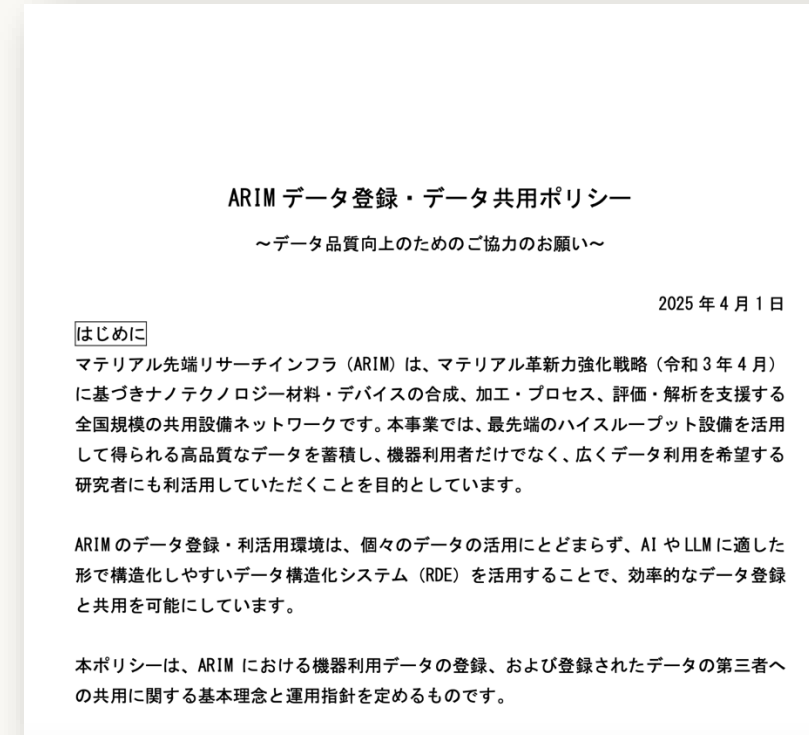 ARIM データ登録・データ共用ポリシー
～データ品質向上のためのご協力のお願い～
2025 年 4 月 1 日
はじめに
マテリアル先端リサーチインフラ（ARIM）は、マテリアル革新力強化戦略（令和 3 年 4 月）
に基づきナノテクノロジー材料・デバイスの合成、加工・プロセス、評価・解析を支援する
全国規模の共用設備ネットワークです。本事業では、最先端のハイスループット設備を活用
して得られる高品質なデータを蓄積し、機器利用者だけでなく、広くデータ利用を希望する
研究者にも利活用していただくことを目的としています。
ARIM のデータ登録・利活用環境は、個々のデータの活用にとどまらず、AI や LLM に適した
形で構造化しやすいデータ構造化システム（RDE）を活用することで、効率的なデータ登録
と共用を可能にしています。
本ポリシーは、ARIM における機器利用データの登録、および登録されたデータの第三者へ
の共用に関する基本理念と運用指針を定めるものです。